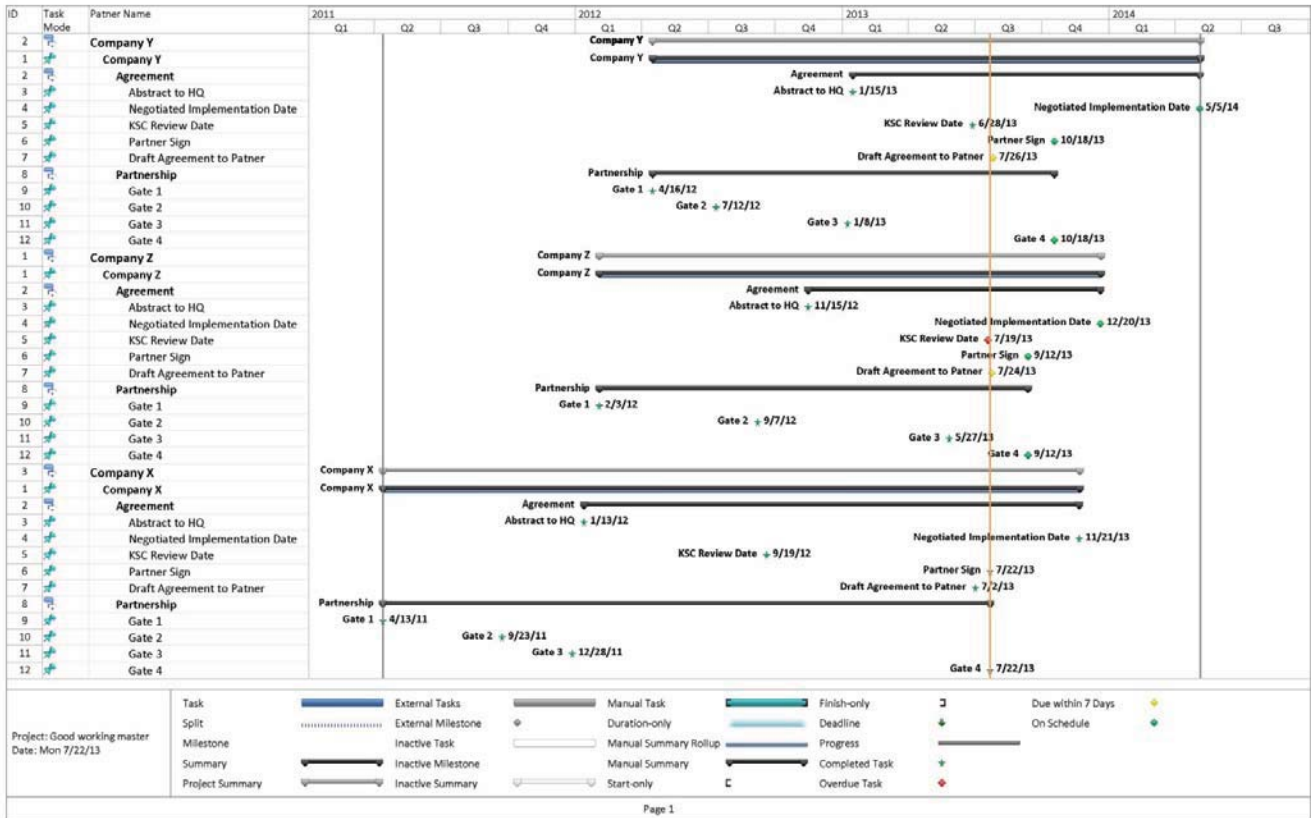 ID Task Mode Patner Name 2011 2012 2013 2014
Q1 Q2 Q3 Q4 Q1 Q2 Q3 Q4 Q1 Q2 Q3 Q4 Q1 Q2 Q3
2 Company Y Company Y
1 Company Y Company Y
2 Agreement Agreement
3 Abstract to HQ Abstract to HQ 1/15/13
4 Negotiated Implementation Date Negotiated Implementation Date 5/5/14
5 KSC Review Date KSC Review Date 6/28/13
6 Partner Sign Partner Sign 10/18/13
7 Draft Agreement to Patner Draft Agreement to Patner 7/26/13
8 Partnership Partnership
9 Gate 1 Gate 1 4/16/12
10 Gate 2 Gate 2 7/12/12
11 Gate 3 Gate 3 1/8/13
12 Gate 4 Gate 4 10/18/13
1 Company Z Company Z
1 Company Z Company Z
2 Agreement Agreement
3 Abstract to HQ Abstract to HQ 11/15/12
4 Negotiated Implementation Date Negotiated Implementation Date 12/20/13
5 KSC Review Date KSC Review Date 7/19/13
6 Partner Sign Partner Sign 9/12/13
7 Draft Agreement to Patner Draft Agreement to Patner 7/24/13
8 Partnership Partnership
9 Gate 1 Gate 1 2/3/12
10 Gate 2 Gate 2 9/7/12
11 Gate 3 Gate 3 5/27/13
12 Gate 4 Gate 4 9/12/13
3 Company X Company X
1 Company X Company X
2 Agreement Agreement
3 Abstract to HQ Abstract to HQ 1/13/12
4 Negotiated Implementation Date Negotiated Implementation Date 11/21/13
5 KSC Review Date KSC Review Date 9/19/12
6 Partner Sign Partner Sign 7/22/13
7 Draft Agreement to Patner Draft Agreement to Patner 7/2/13
8 Partnership Partnership
9 Gate 1 Gate 1 4/13/11
10 Gate 2 Gate 2 9/23/11
11 Gate 3 Gate 3 12/28/11
12 Gate 4 Gate 4 7/22/13
Project: Good working master
Date: Mon 7/22/13
Task External Tasks Manual Task Finish-only Due within 7 Days
Split External Milestone Duration-only Deadline On Schedule
Milestone Inactive Task Manual Summary Rollup Progress
Summary Inactive Milestone Manual Summary Completed Task
Project Summary Inactive Summary Start-only Overdue Task
Page 1